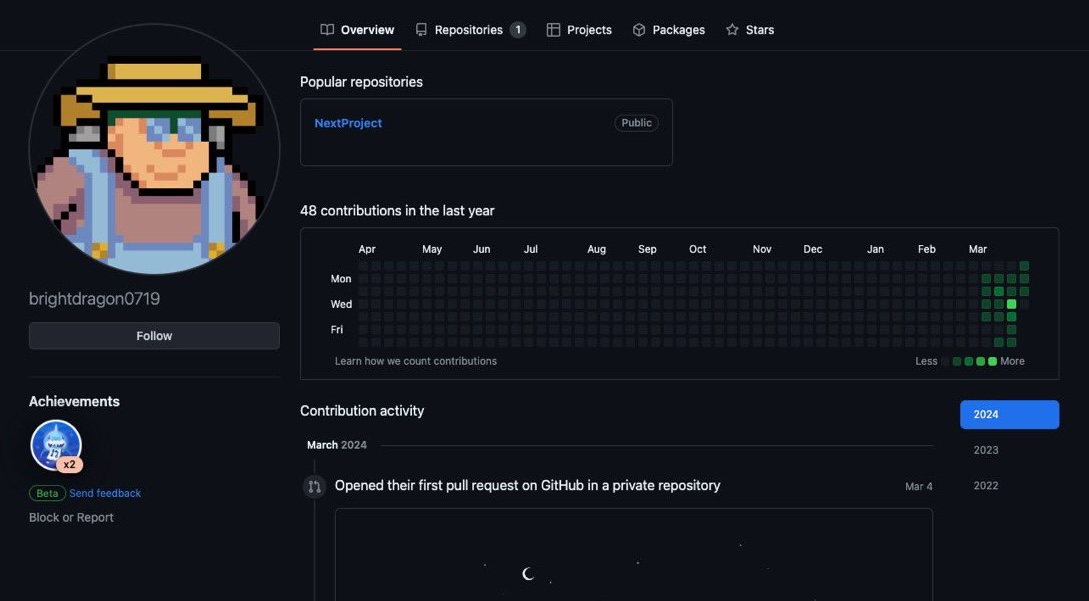 Overview Repositories 1 Projects Packages Stars
Popular repositories
NextProject Public
48 contributions in the last year
Apr May Jun Jul Aug Sep Oct Nov Dec Jan Feb Mar
Mon
Wed
Fri
Learn how we count contributions Less More
brightdragon0719
Follow
Achievements
x2
Beta Send feedback
Block or Report
Contribution activity
2024
2023
2022
March 2024
Opened their first pull request on GitHub in a private repository Mar 4